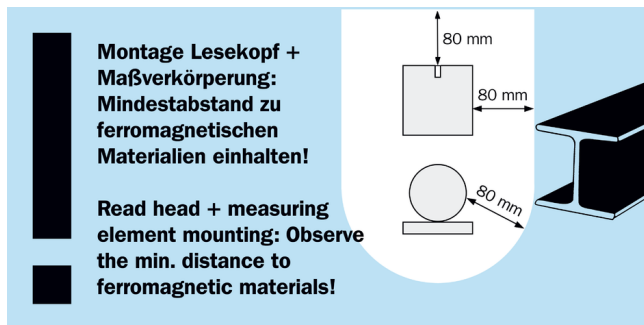 Montage Lesekopf +
Maßverkörperung:
Mindestabstand zu
ferromagnetischen
Materialien einhalten!
Read head + measuring
element mounting: Observe
the min. distance to
ferromagnetic materials!
80 mm
80 mm
80 mm